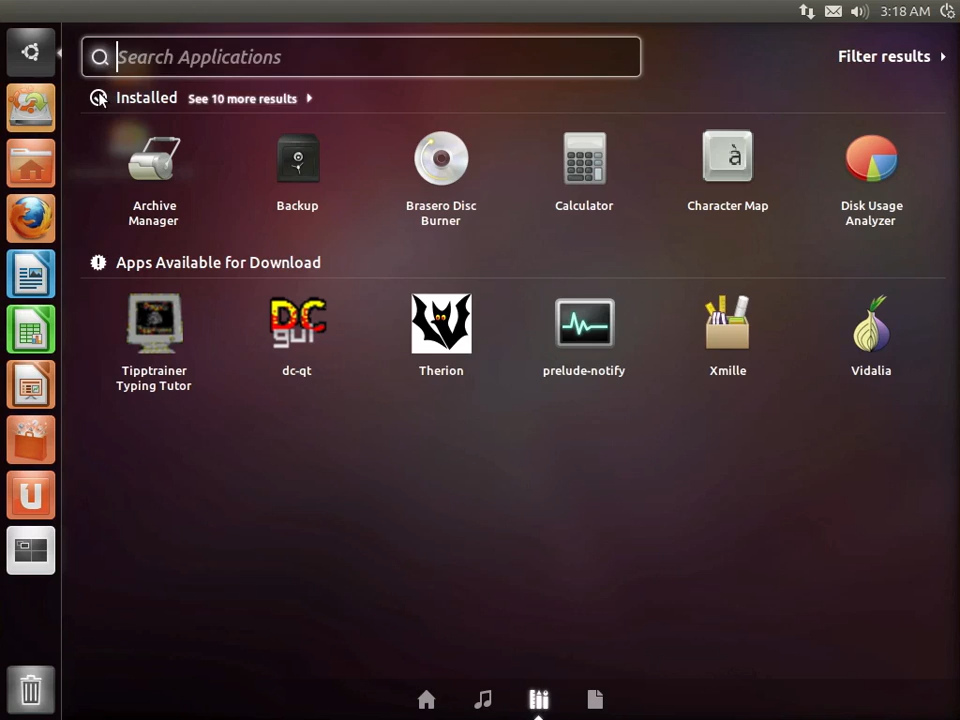 3:18 AM
Search Applications
Filter results
Installed See 10 more results
Archive Manager
Backup
Brasero Disc Burner
Calculator
Character Map
Disk Usage Analyzer
Apps Available for Download
DC
gui
Tipptrainer Typing Tutor
dc-qt
Therion
prelude-notify
Xmille
Vidalia